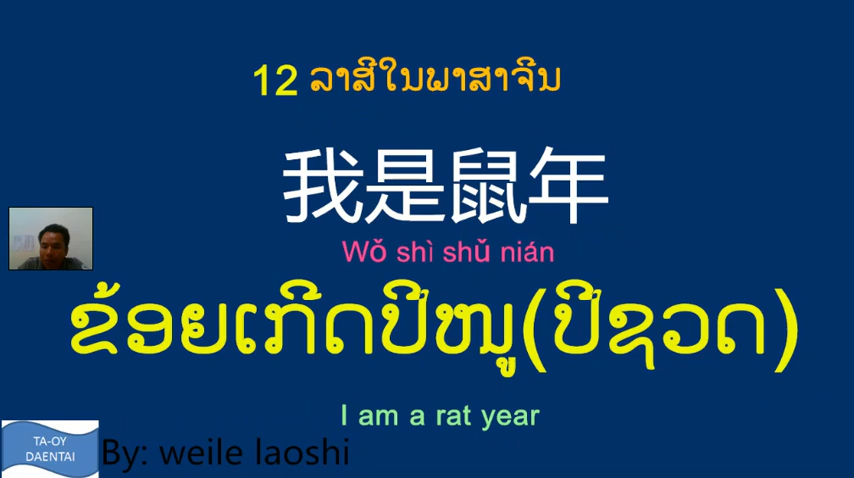 12 ລາສີໃນພາສາຈີນ
我是鼠年
Wǒ shì shǔ nián
ຂ້ອຍເກີດປີໜູ(ປີຊວດ)
I am a rat year
TA-OY
DAENTAI
By: weile laoshi